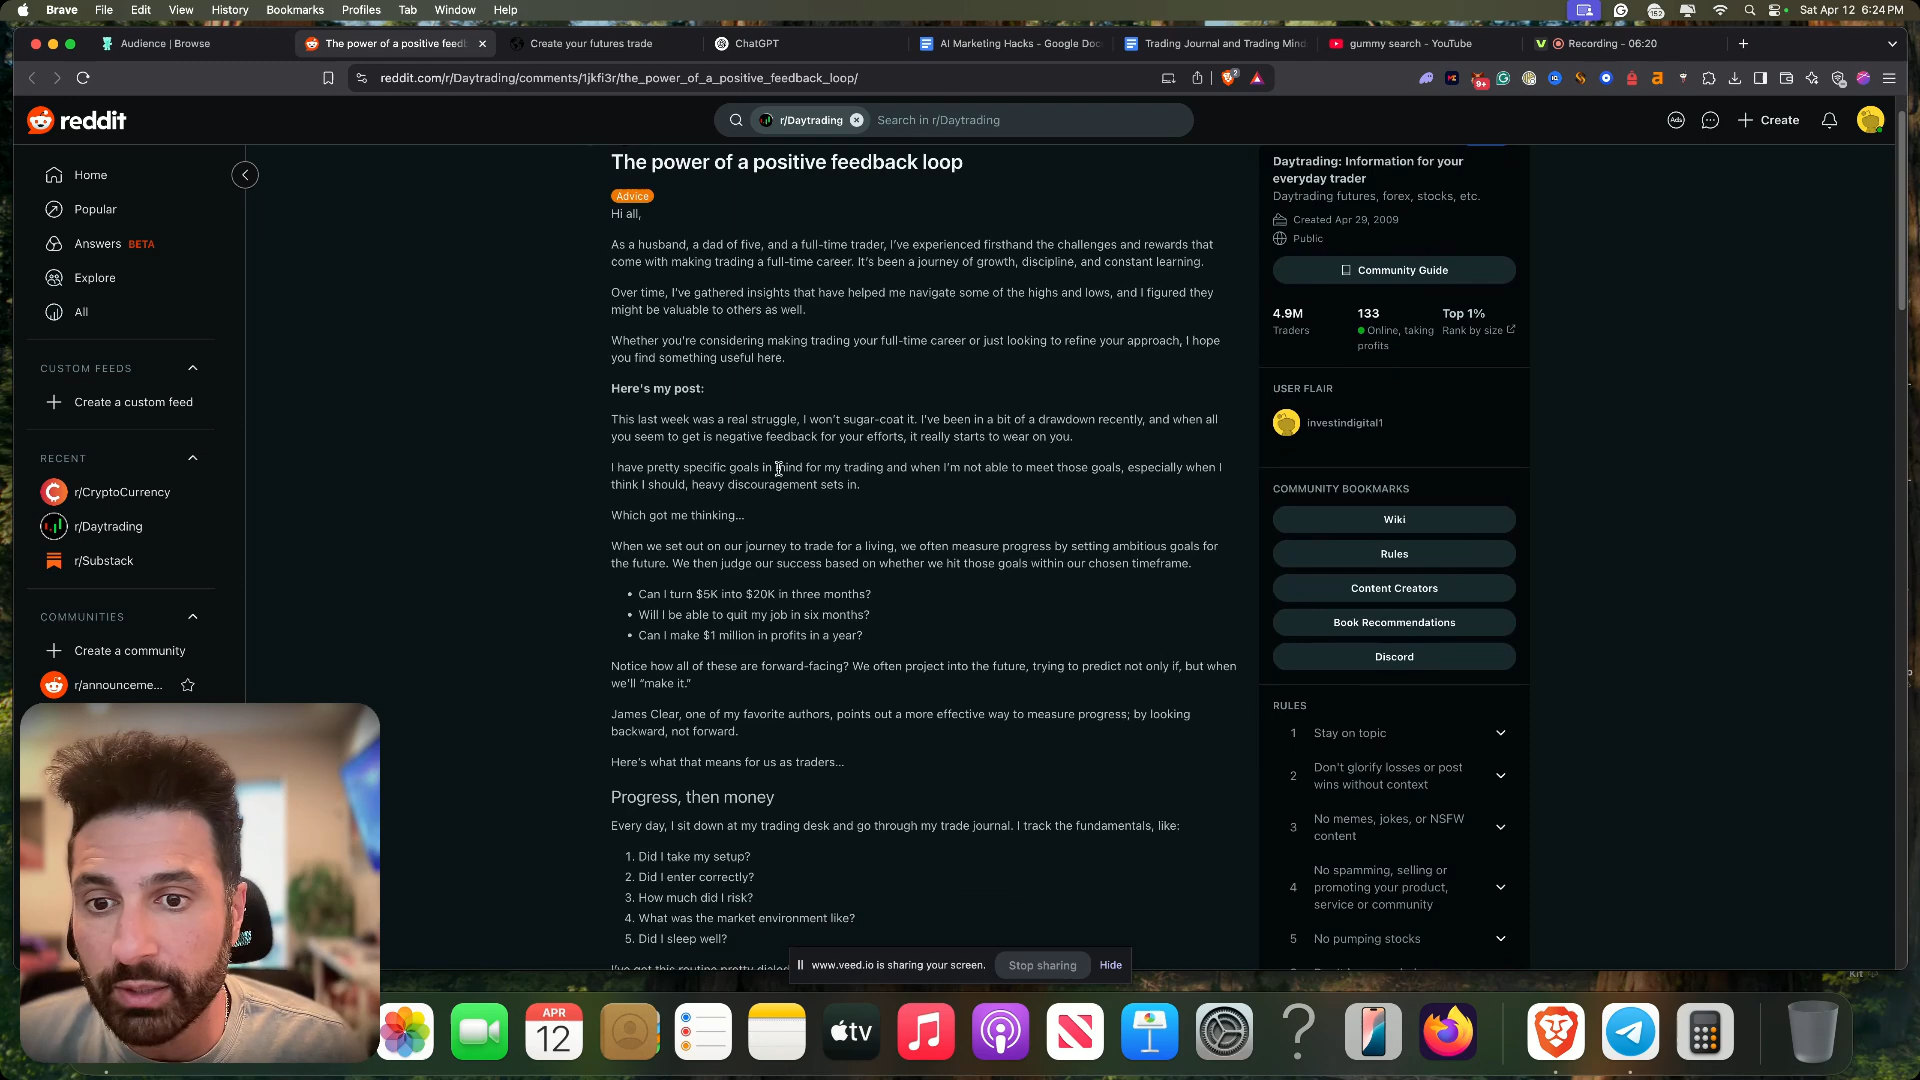 Brave File Edit View History Bookmarks Profiles Tab Window Help
152
Sat Apr 12 6:24 PM
Audience | Browse
The power of a positive feedb
Create your futures trade
ChatGPT
AI Marketing Hacks - Google Doc
Trading Journal and Trading Mind
gummy search - YouTube
Recording - 06:20
reddit.com/r/Daytrading/comments/1jkfi3r/the_power_of_a_positive_feedback_loop/
2
9+
reddit
r/Daytrading
Search in r/Daytrading
Create
Home
Popular
Answers BETA
Explore
All
CUSTOM FEEDS
Create a custom feed
RECENT
r/CryptoCurrency
r/Daytrading
r/Substack
COMMUNITIES
Create a community
r/announceme...
The power of a positive feedback loop
Advice
Hi all,
As a husband, a dad of five, and a full-time trader, I've experienced firsthand the challenges and rewards that
come with making trading a full-time career. It's been a journey of growth, discipline, and constant learning.
Over time, I've gathered insights that have helped me navigate some of the highs and lows, and I figured they
might be valuable to others as well.
Whether you're considering making trading your full-time career or just looking to refine your approach, I hope
you find something useful here.
Here's my post:
This last week was a real struggle, I won't sugar-coat it. I've been in a bit of a drawdown recently, and when all
you seem to get is negative feedback for your efforts, it really starts to wear on you.
I have pretty specific goals in mind for my trading and when I'm not able to meet those goals, especially when I
think I should, heavy discouragement sets in.
Which got me thinking...
When we set out on our journey to trade for a living, we often measure progress by setting ambitious goals for
the future. We then judge our success based on whether we hit those goals within our chosen timeframe.
• Can I turn $5K into $20K in three months?
• Will I be able to quit my job in six months?
• Can I make $1 million in profits in a year?
Notice how all of these are forward-facing? We often project into the future, trying to predict not only if, but when
we'll “make it.”
James Clear, one of my favorite authors, points out a more effective way to measure progress; by looking
backward, not forward.
Here's what that means for us as traders...
Progress, then money
Every day, I sit down at my trading desk and go through my trade journal. I track the fundamentals, like:
1. Did I take my setup?
2. Did I enter correctly?
3. How much did I risk?
4. What was the market environment like?
5. Did I sleep well?
I've got this routine pretty
Daytrading: Information for your
everyday trader
Daytrading futures, forex, stocks, etc.
Created Apr 29, 2009
Public
Community Guide
4.9M
Traders
133
Online, taking
profits
Top 1%
Rank by size
USER FLAIR
investindigital1
COMMUNITY BOOKMARKS
Wiki
Rules
Content Creators
Book Recommendations
Discord
RULES
1 Stay on topic
2 Don't glorify losses or post
wins without context
3 No memes, jokes, or NSFW
content
4 No spamming, selling or
promoting your product,
service or community
5 No pumping stocks
www.veed.io is sharing your screen.
Stop sharing
Hide
Kit
APR
12
tv